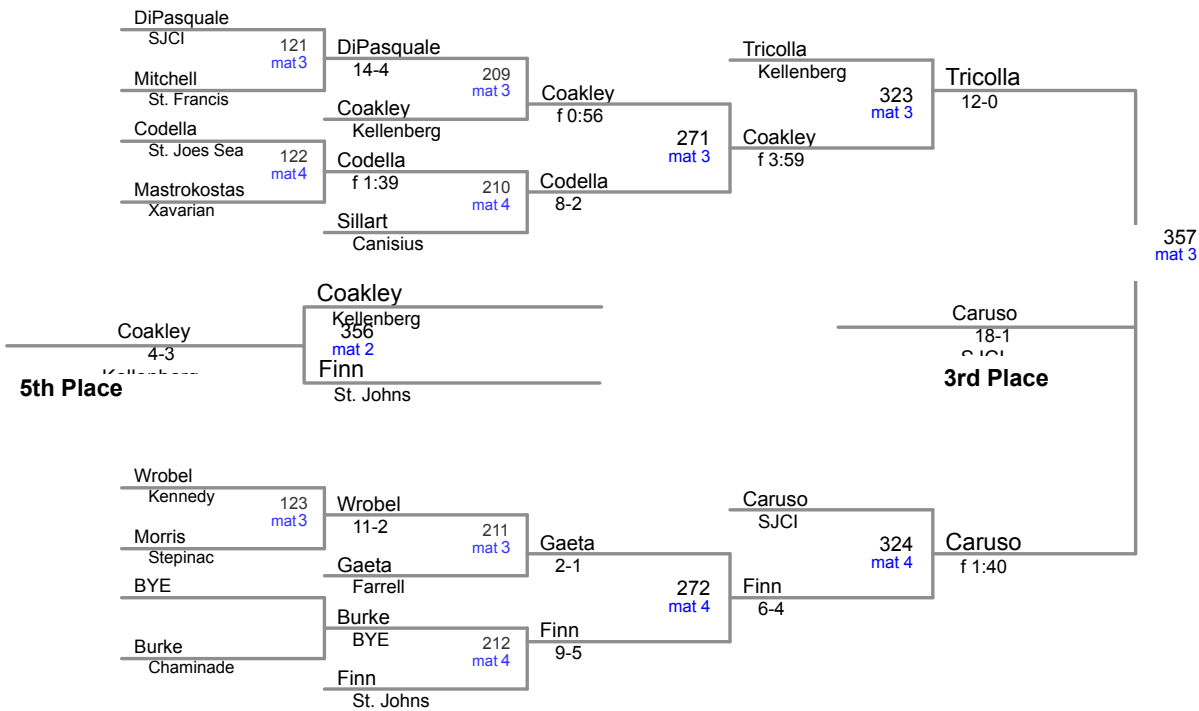 DiPasquale
SJCI
121
mat 3
Mitchell
St. Francis
Codella
St. Joes Sea
122
mat 4
Mastrokostas
Xavarian
DiPasquale
14-4
209
mat 3
Coakley
Kellenberg
Codella
f 1:39
210
mat 4
Sillart
Canisius
Coakley
f 0:56
271
mat 3
Codella
8-2
Tricolla
Kellenberg
323
mat 3
Coakley
f 3:59
Tricolla
12-0
357
mat 3
Coakley
Kellenberg
356
mat 2
Finn
St. Johns
Coakley
4-3
5th Place
Caruso
18-1
SJCI
3rd Place
Wrobel
Kennedy
123
mat 3
Morris
Stepinac
BYE
Burke
Chaminade
Wrobel
11-2
211
mat 3
Gaeta
Farrell
Burke
BYE
212
mat 4
Finn
St. Johns
Gaeta
2-1
272
mat 4
Finn
9-5
Caruso
SJCI
324
mat 4
Finn
6-4
Caruso
f 1:40